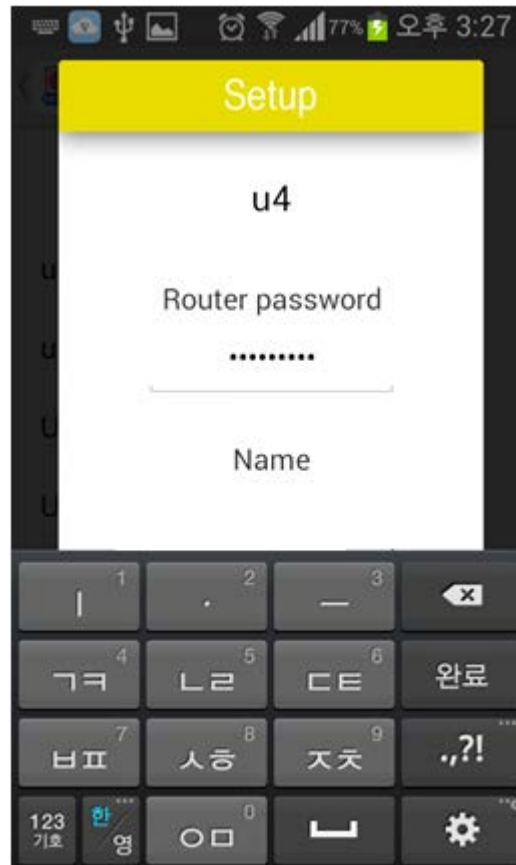 77% 오후 3:27
Setup
u4
u
u
U
U
Router password
•••••••••
Name
ㅣ 1 · 2 ㅡ 3
ㄱㅋ 4 ㄴㄹ 5 ㄷㅌ 6 완료
ㅂㅍ 7 ㅅㅎ 8 ㅈㅊ 9 .,?!
123 기호 한/영 ㅇㅁ 0